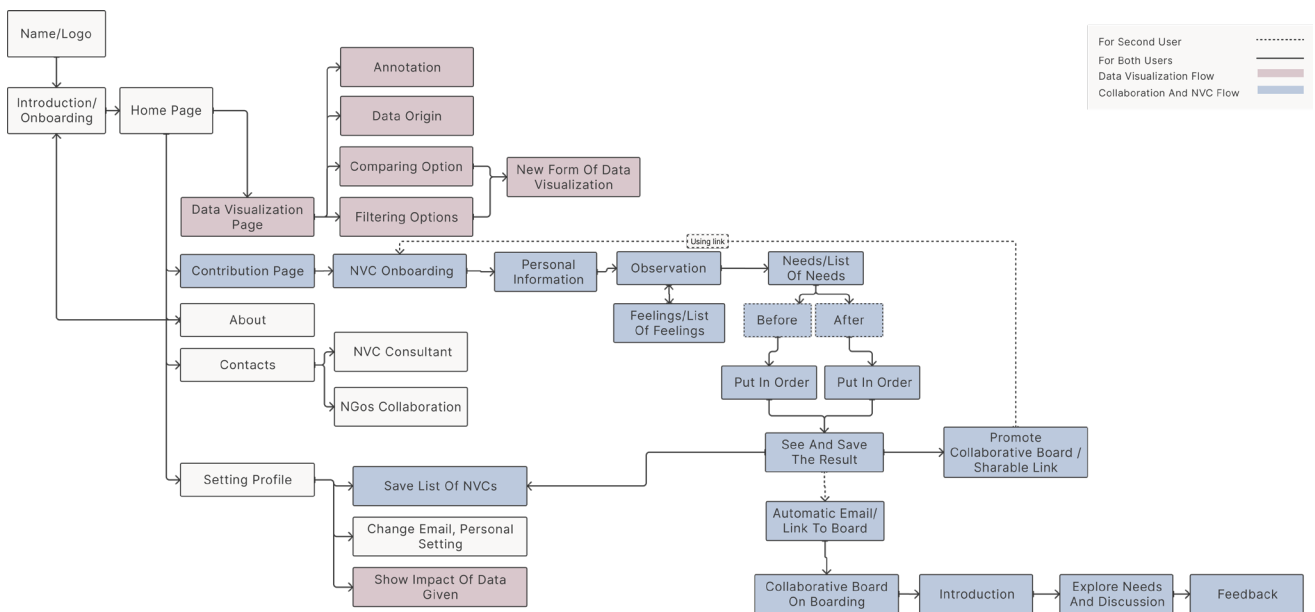 Name/Logo
Introduction/
Onboarding
Home Page
Annotation
Data Origin
Comparing Option
Filtering Options
New Form Of Data
Visualization
Data Visualization
Page
For Second User
For Both Users
Data Visualization Flow
Collaboration And NVC Flow
Using link
Contribution Page
NVC Onboarding
Personal
Information
Observation
Needs/List
Of Needs
Feelings/List
Of Feelings
Before
After
About
Contacts
NVC Consultant
NGos Collaboration
Put In Order
Put In Order
See And Save
The Result
Promote
Collaborative Board /
Sharable Link
Setting Profile
Save List Of NVCs
Change Email, Personal
Setting
Show Impact Of Data
Given
Automatic Email/
Link To Board
Collaborative Board
On Boarding
Introduction
Explore Needs
And Discussion
Feedback